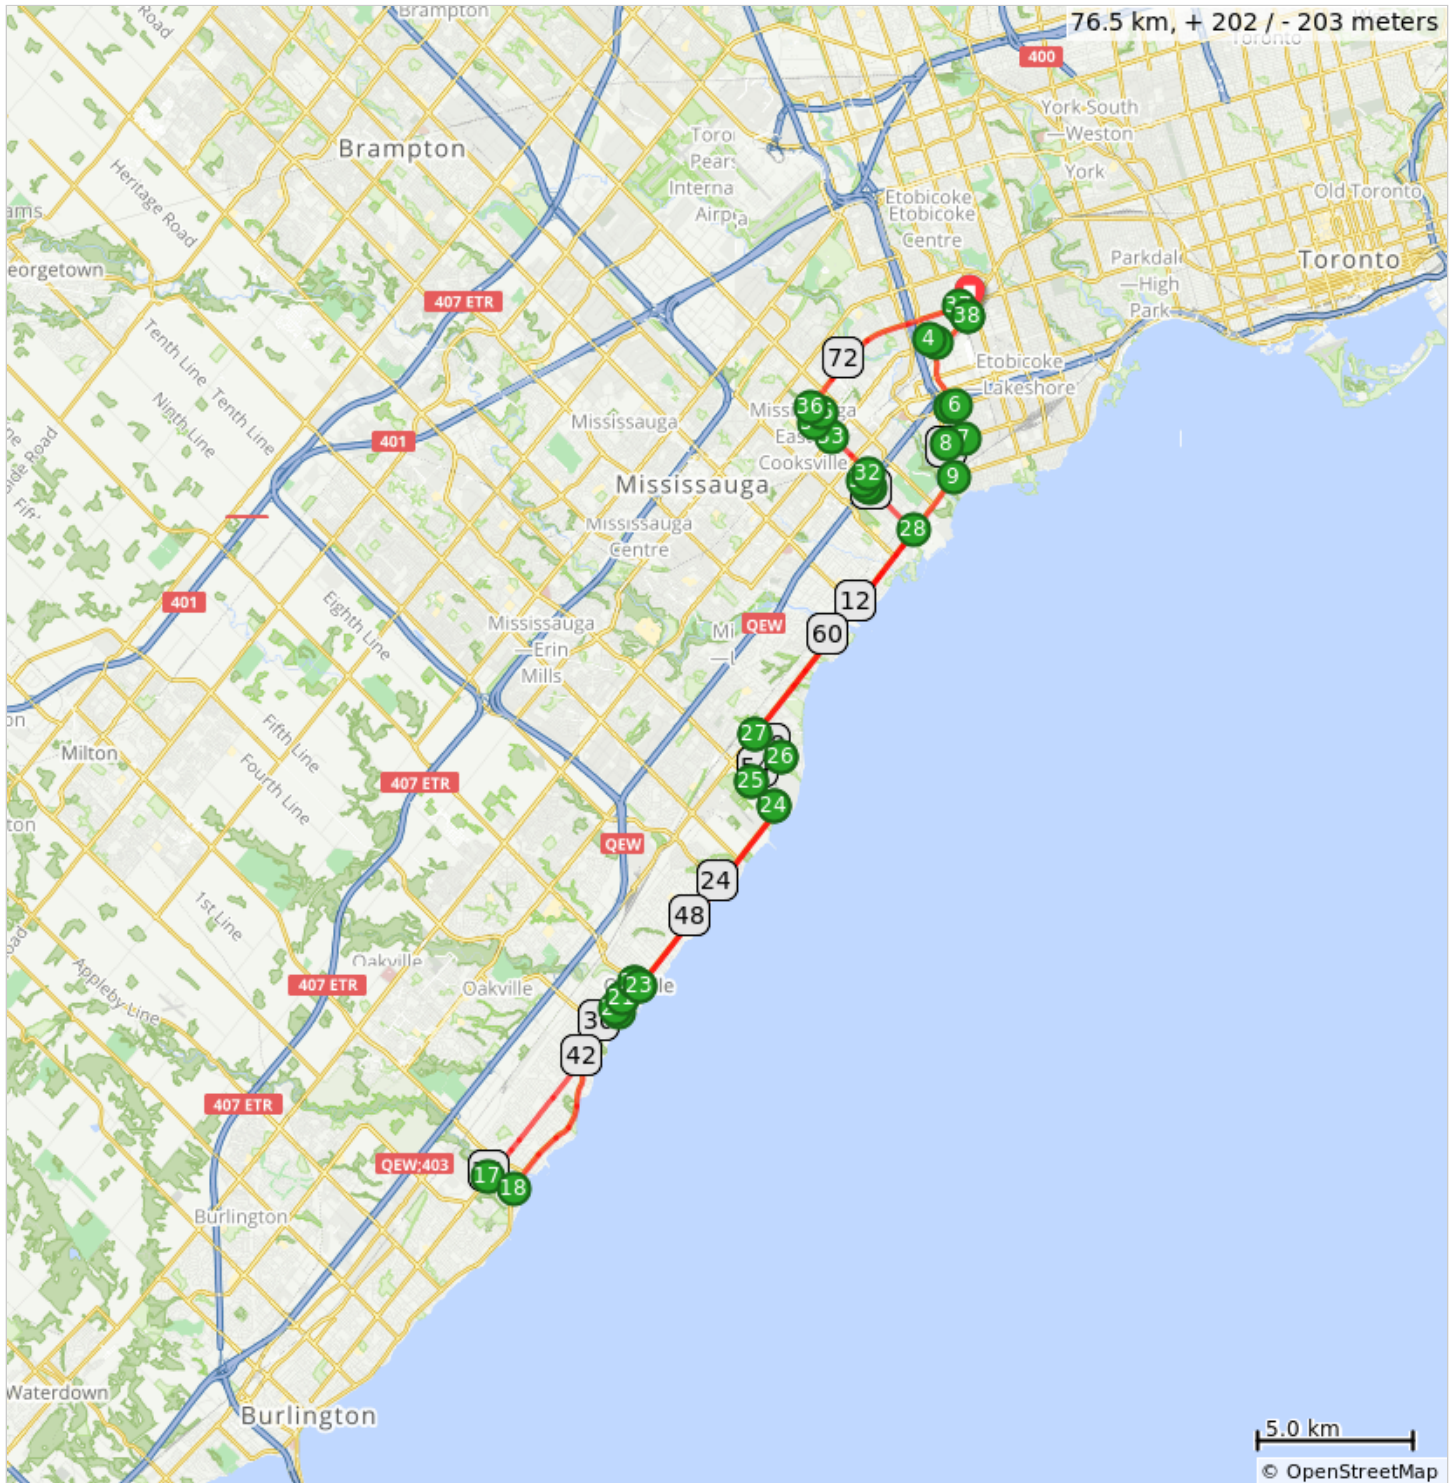 Brampton
76.5 km, + 202 / - 203 meters
Road
400
York South
—Weston
York
Old Toronto
Toronto
Brampton
Heritage Road
Interna
Etobicoke
Etobicoke
Centre
Parkdale
—High
Park
407 ETR
38
4
72
Etobicoke
—Lakeshore
Tenth Line
Tenth Line
Ninth Line
36
6
Mississauga
401
8
Cooksville
32
9
Mississauga
Mississauga
Centre
28
401
Eighth Line
12
Mississauga
—Erin
Mills
QEW
60
Fifth Line
Milton
27
26
25
24
407 ETR
Fourth Line
QEW
24
48
1st Line
Oakville
407 ETR
Oakville
23
21
Appleby Line
42
407 ETR
QEW;403
17
18
Burlington
Waterdown
Burlington
5.0 km
© OpenStreetMap